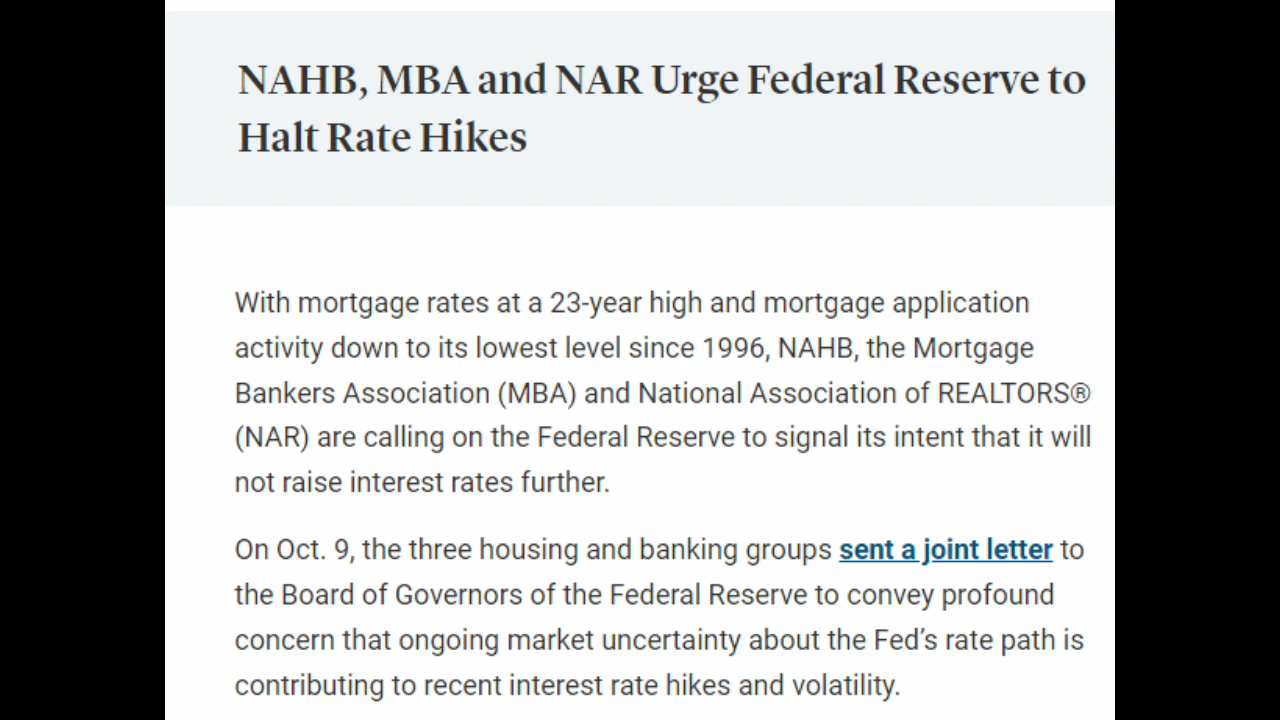 NAHB, MBA and NAR Urge Federal Reserve to
Halt Rate Hikes
With mortgage rates at a 23-year high and mortgage application
activity down to its lowest level since 1996, NAHB, the Mortgage
Bankers Association (MBA) and National Association of REALTORS®
(NAR) are calling on the Federal Reserve to signal its intent that it will
not raise interest rates further.
On Oct. 9, the three housing and banking groups sent a joint letter to
the Board of Governors of the Federal Reserve to convey profound
concern that ongoing market uncertainty about the Fed’s rate path is
contributing to recent interest rate hikes and volatility.